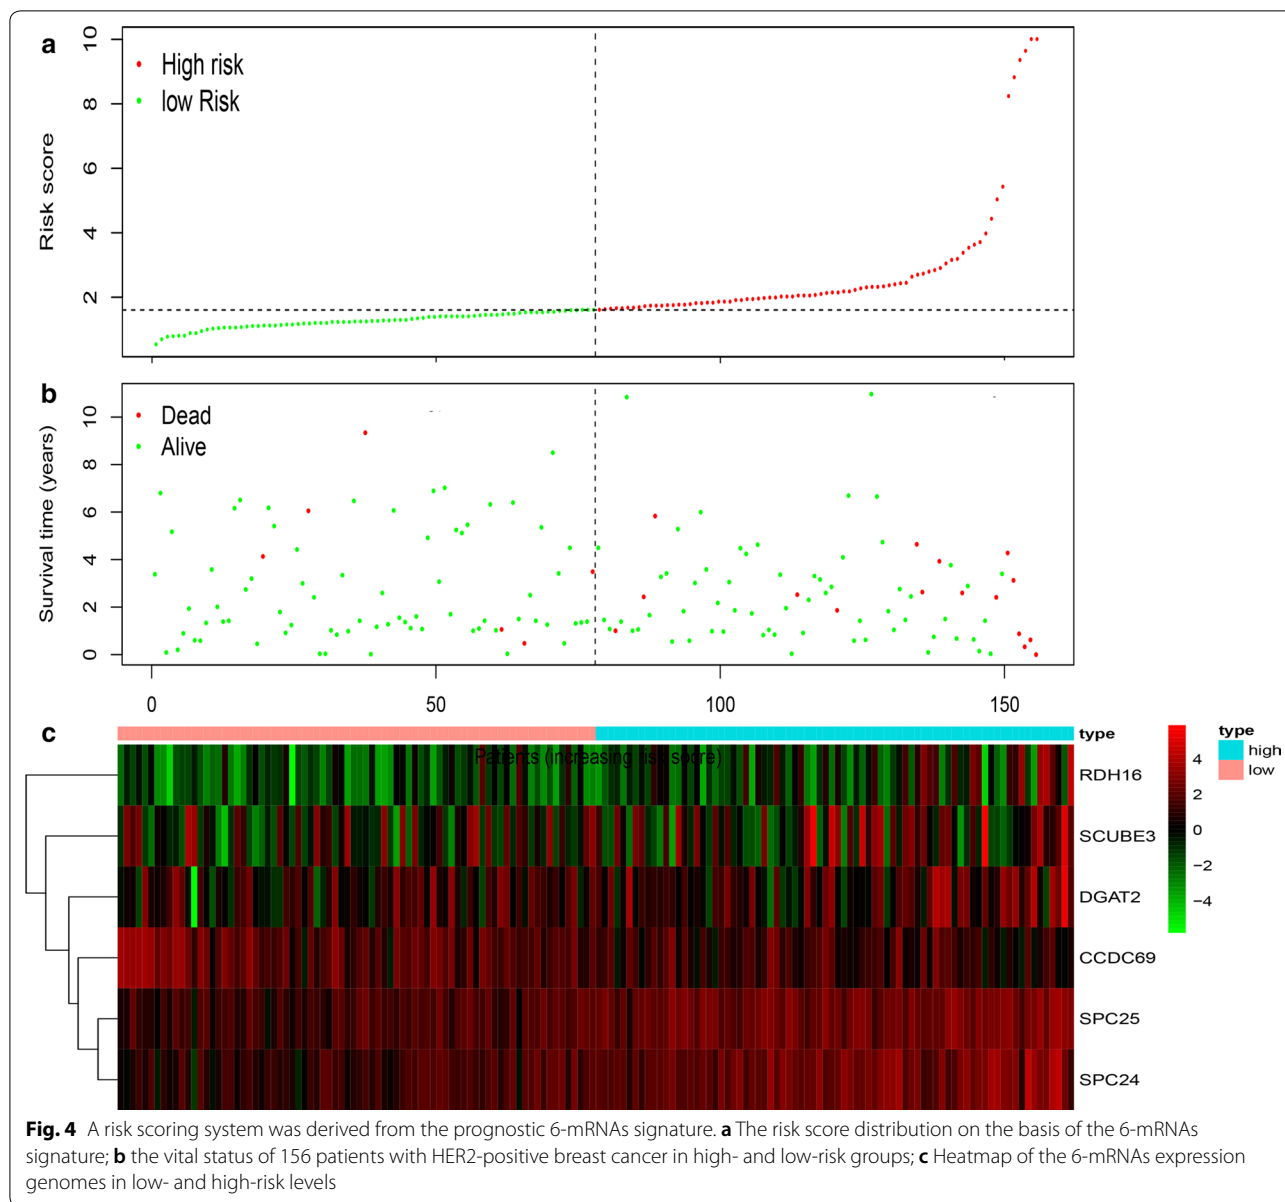 a
10
8
6
4
2
Risk score
High risk
low Risk
b
10
8
6
4
2
0
Survival time (years)
Dead
Alive
0 50 100 150
c
Patients (increasing risk score)
type
RDH16
SCUBE3
DGAT2
CCDC69
SPC25
SPC24
4
2
0
−2
−4
type
high
low
Fig. 4 A risk scoring system was derived from the prognostic 6-mRNAs signature. a The risk score distribution on the basis of the 6-mRNAs
signature; b the vital status of 156 patients with HER2-positive breast cancer in high- and low-risk groups; c Heatmap of the 6-mRNAs expression
genomes in low- and high-risk levels